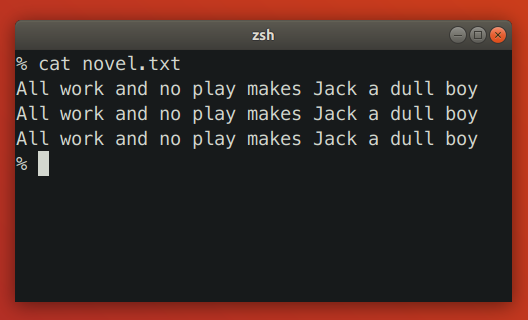 zsh
% cat novel.txt
All work and no play makes Jack a dull boy
All work and no play makes Jack a dull boy
All work and no play makes Jack a dull boy
%